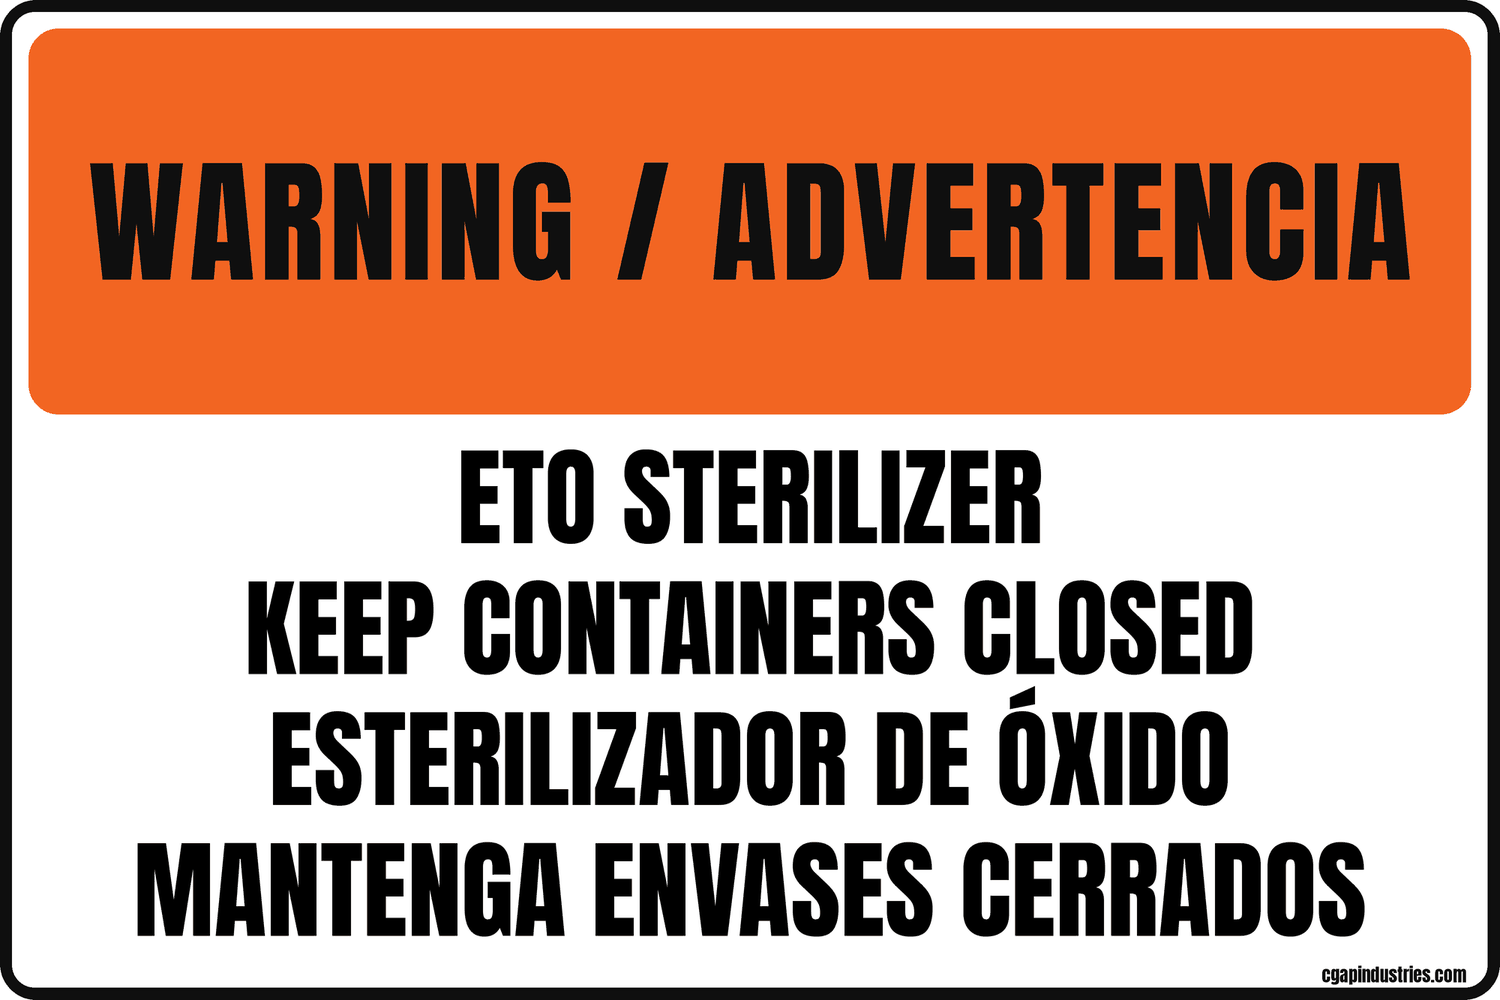 WARNING / ADVERTENCIA
ETO STERILIZER
KEEP CONTAINERS CLOSED
ESTERILIZADOR DE ÓXIDO
MANTENGA ENVASES CERRADOS
cgapindustries.com